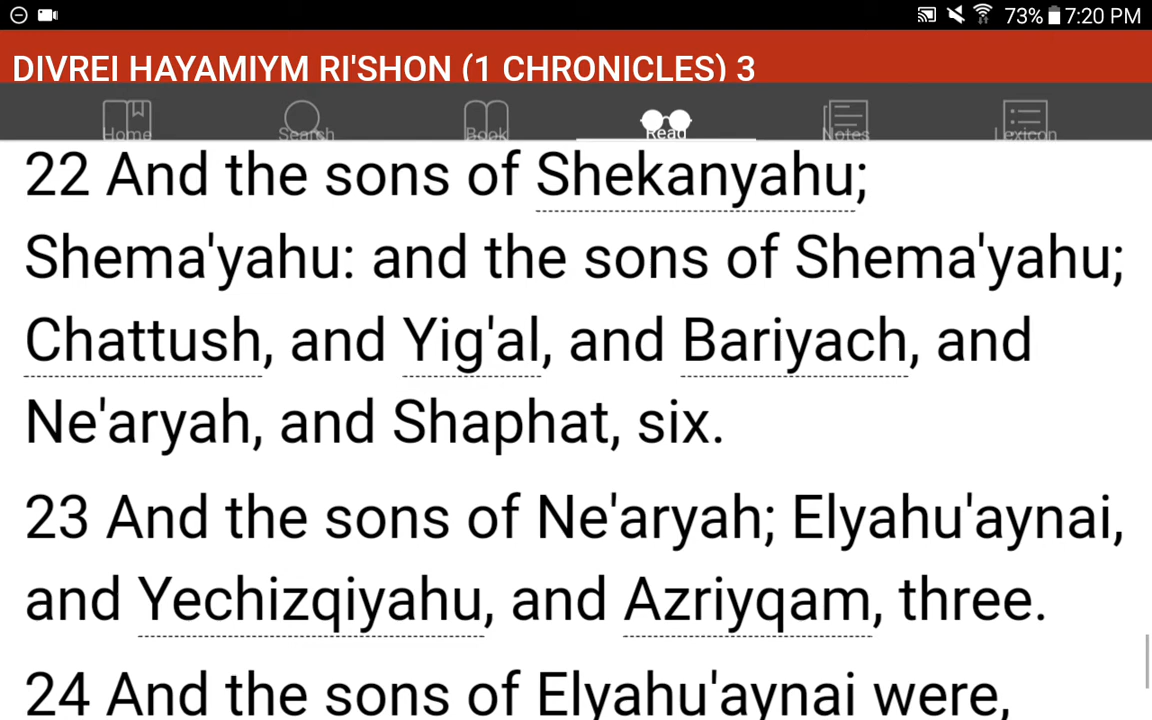 73% 7:20 PM
DIVREI HAYAMIYM RI'SHON (1 CHRONICLES) 3
Home Search Book Read Notes Lexicon
22 And the sons of Shekanyahu;
Shema'yahu: and the sons of Shema'yahu;
Chattush, and Yig'al, and Bariyach, and
Ne'aryah, and Shaphat, six.
23 And the sons of Ne'aryah; Elyahu'aynai,
and Yechizqiyahu, and Azriyqam, three.
24 And the sons of Elyahu'aynai were,